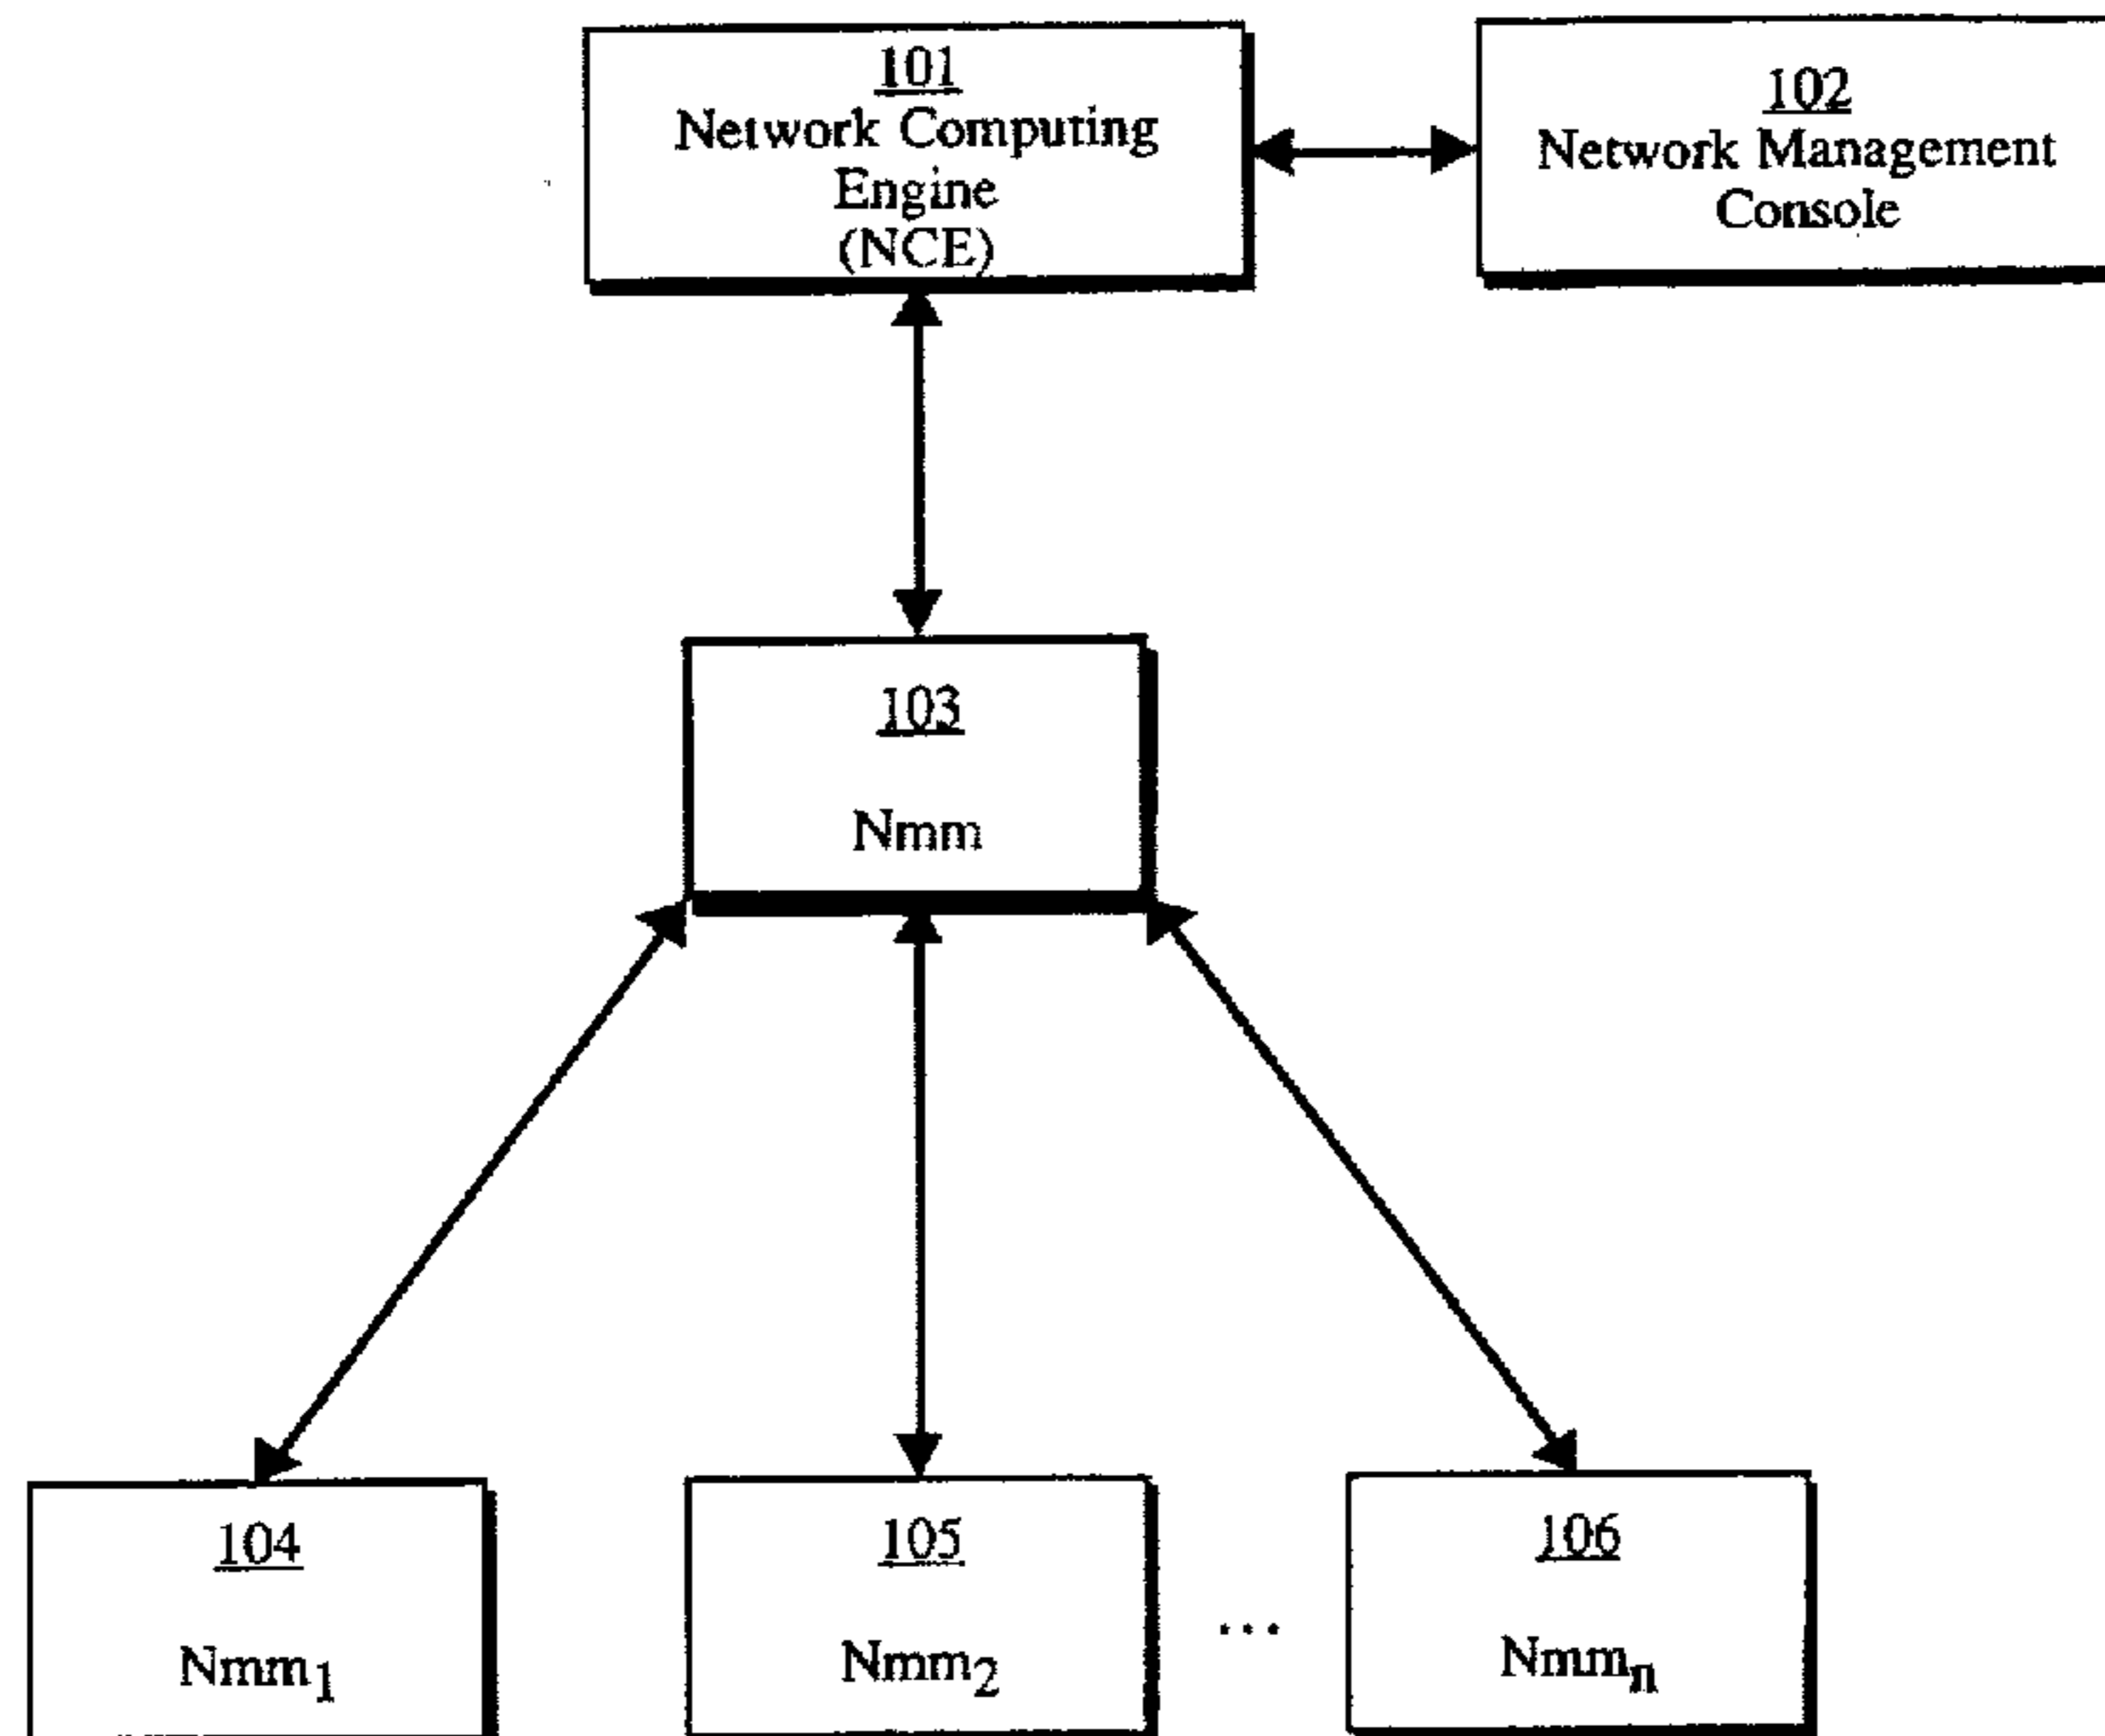 101
Network Computing
Engine
(NCE)
102
Network Management
Console
103
Nmm
104
Nmm1
105
Nmm2
...
106
Nmmn